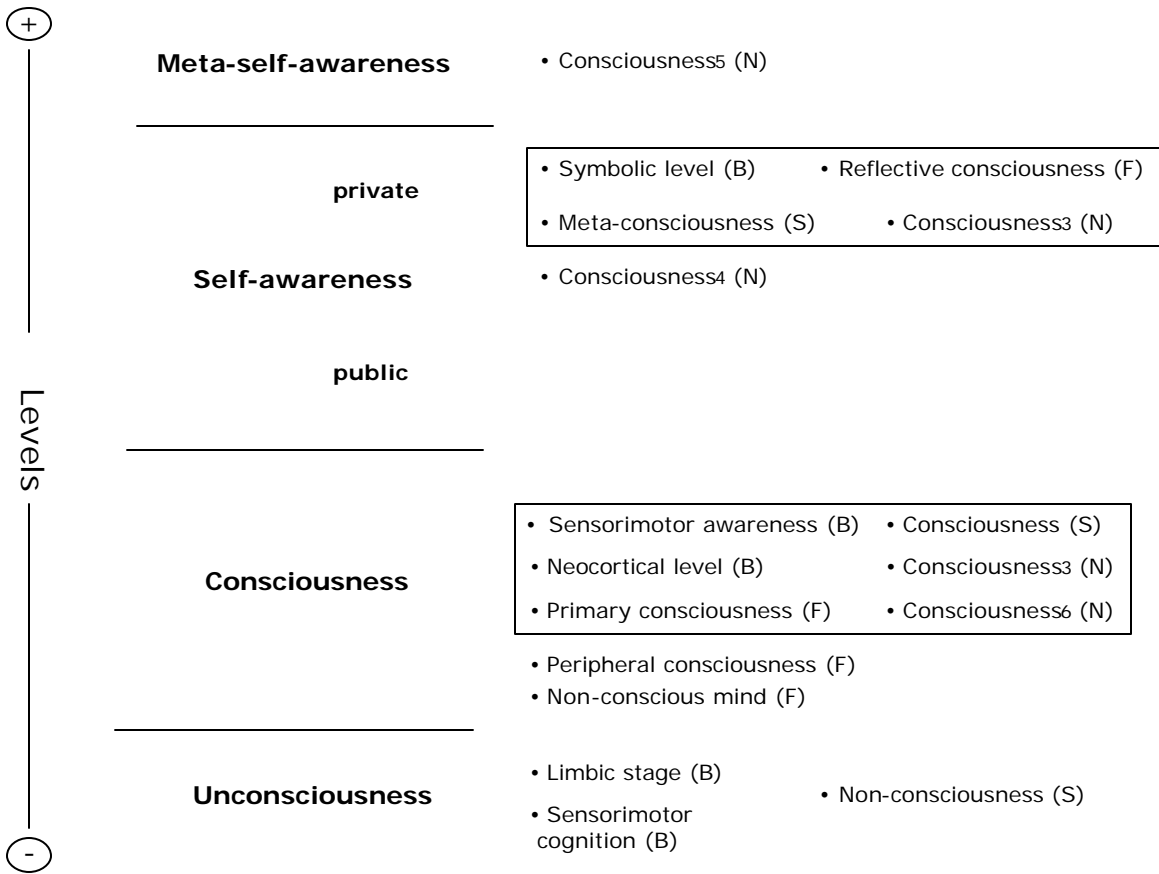 +
Meta-self-awareness • Consciousness5 (N)
private
• Symbolic level (B) • Reflective consciousness (F)
• Meta-consciousness (S) • Consciousness3 (N)
Self-awareness • Consciousness4 (N)
public
Levels
Consciousness
• Sensorimotor awareness (B) • Consciousness (S)
• Neocortical level (B) • Consciousness3 (N)
• Primary consciousness (F) • Consciousness6 (N)
• Peripheral consciousness (F)
• Non-conscious mind (F)
Unconsciousness
• Limbic stage (B)
• Non-consciousness (S)
• Sensorimotor
cognition (B)
-